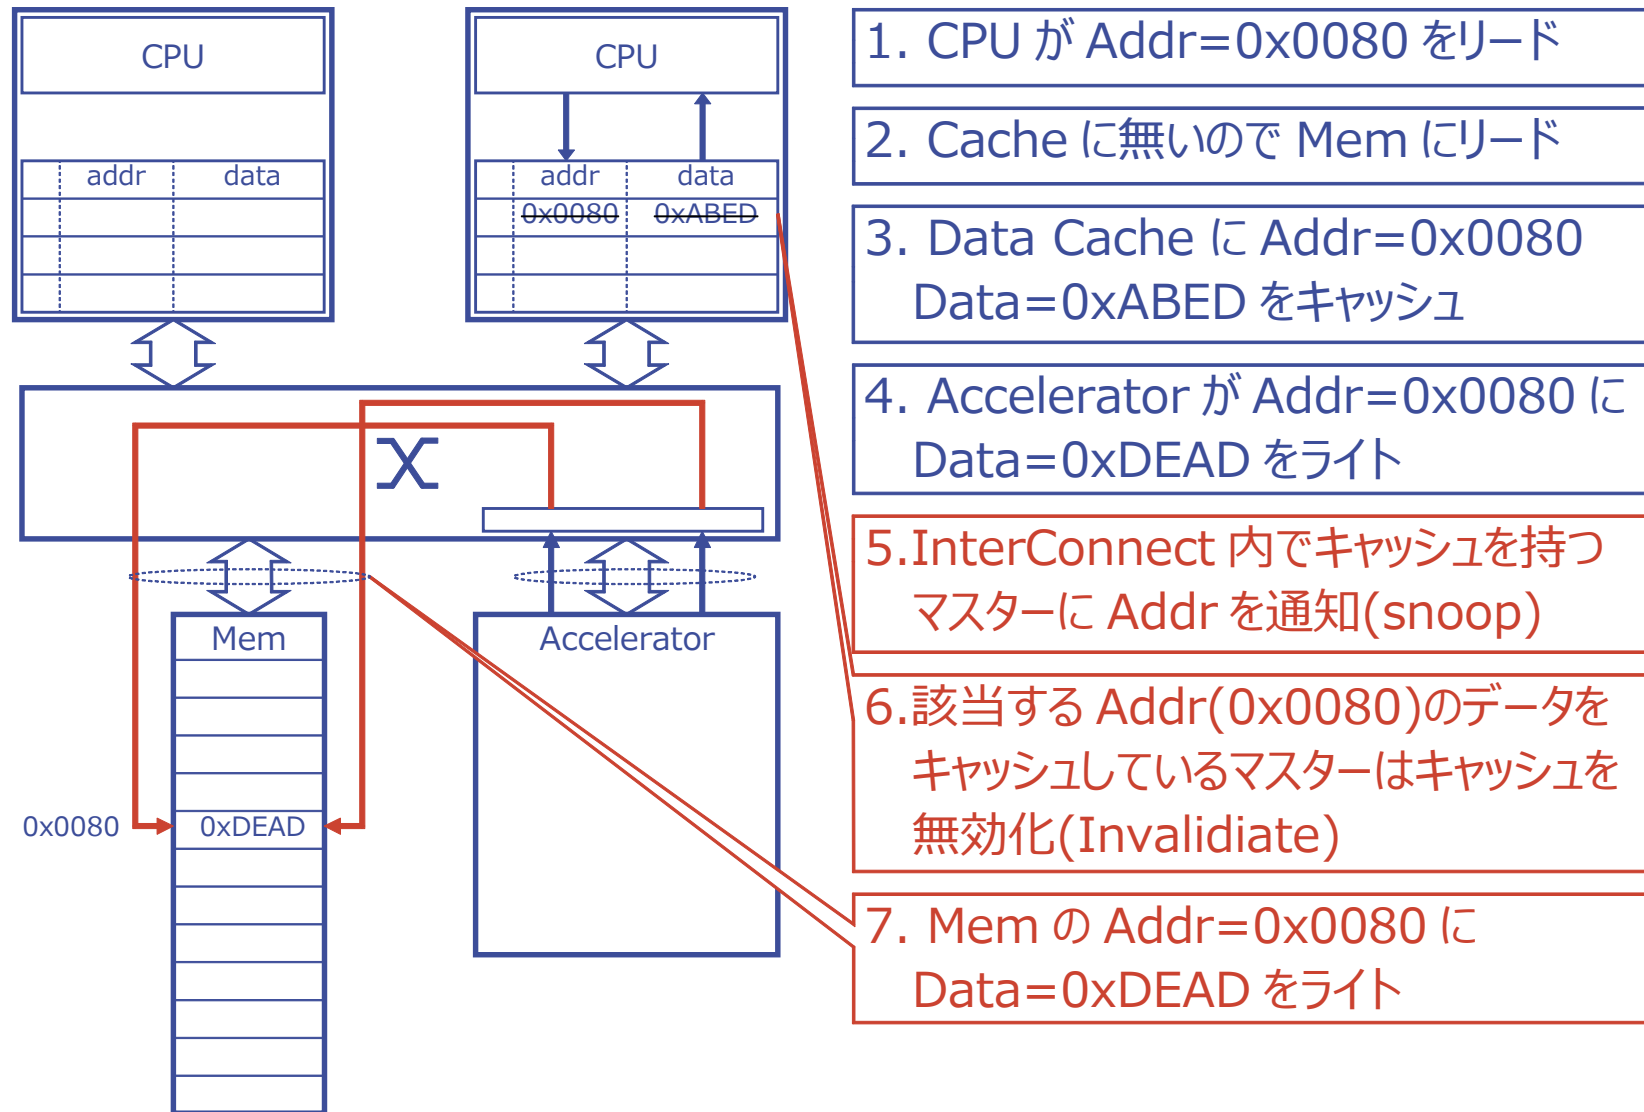 CPU
addr data
CPU
addr data
0x0080 0xABED
Mem
0x0080 0xDEAD
Accelerator
1. CPU が Addr=0x0080 をリード
2. Cache に無いので Mem にリード
3. Data Cache に Addr=0x0080
Data=0xABED をキャッシュ
4. Accelerator が Addr=0x0080 に
Data=0xDEAD をライト
5.InterConnect 内でキャッシュを持つ
マスターに Addr を通知(snoop)
6.該当する Addr(0x0080)のデータを
キャッシュしているマスターはキャッシュを
無効化(Invalidiate)
7. Mem の Addr=0x0080 に
Data=0xDEAD をライト